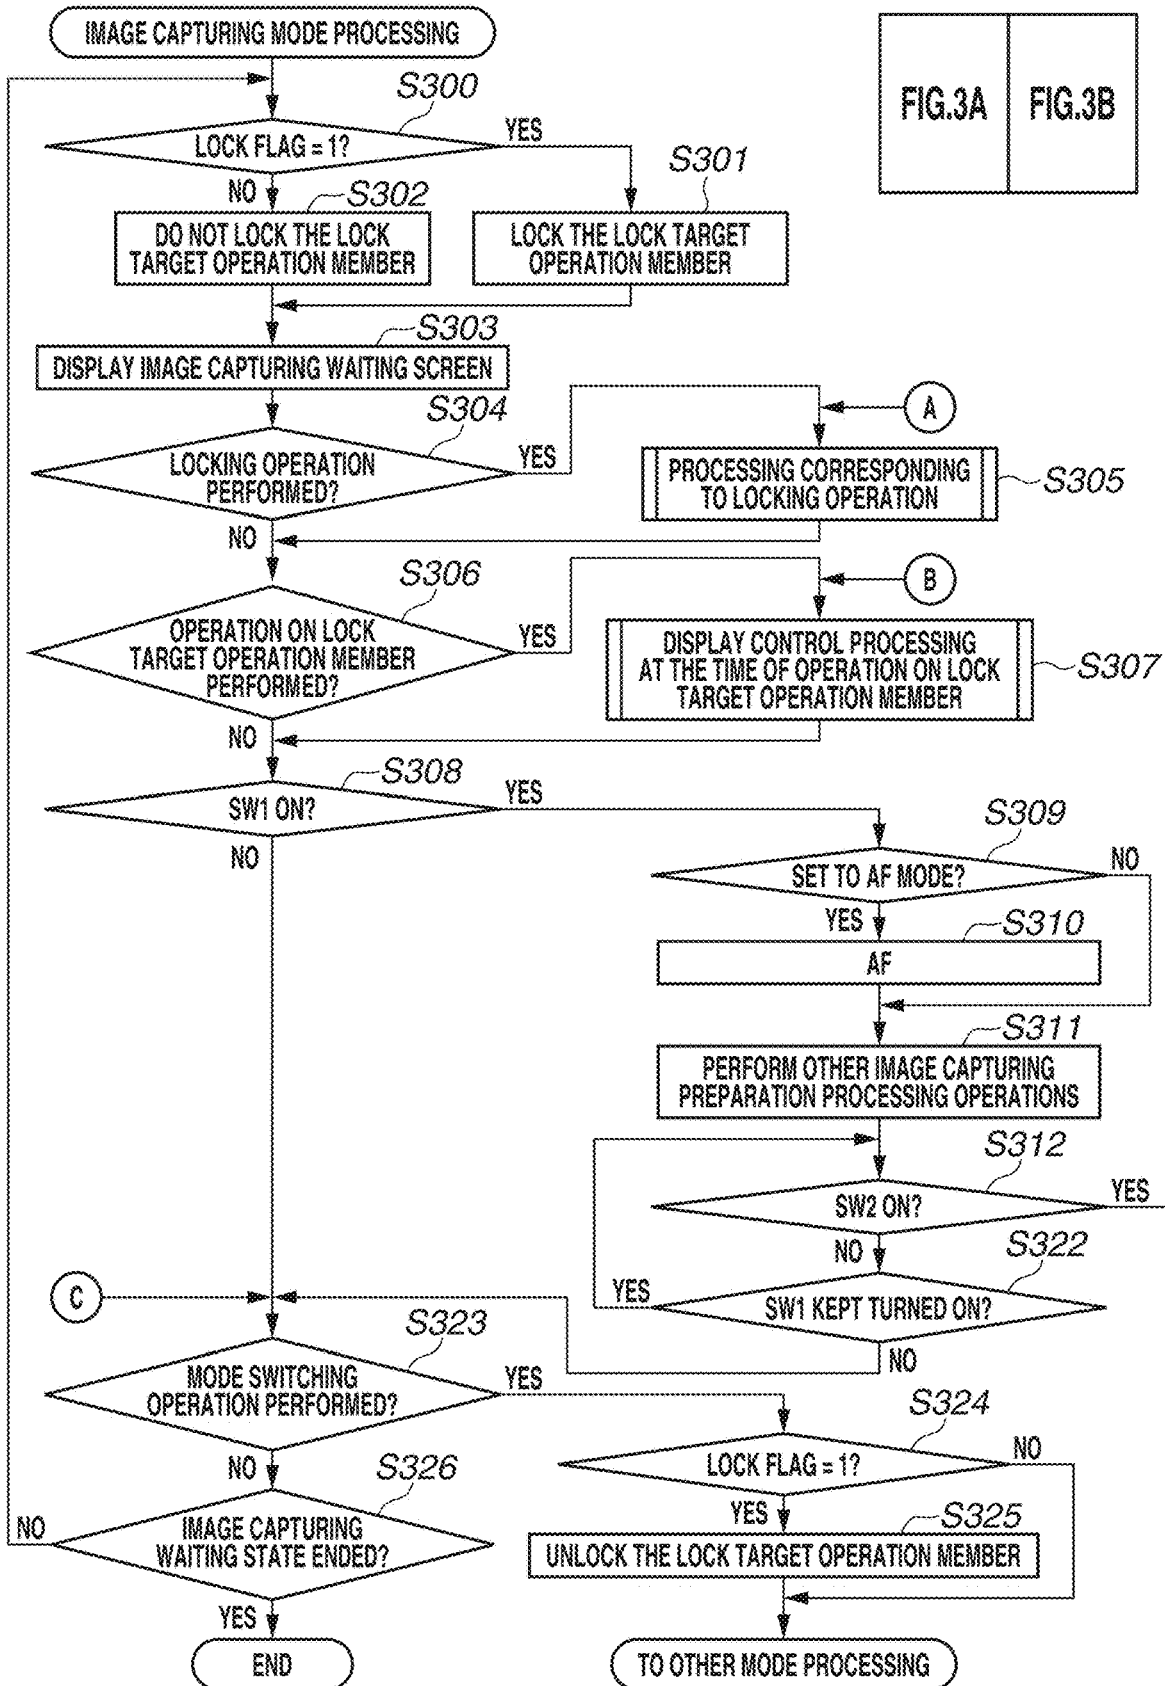 IMAGE CAPTURING MODE PROCESSING
FIG.3A
FIG.3B
S300
LOCK FLAG = 1?
YES
NO
S301
S302
DO NOT LOCK THE LOCK
TARGET OPERATION MEMBER
LOCK THE LOCK TARGET
OPERATION MEMBER
S303
DISPLAY IMAGE CAPTURING WAITING SCREEN
S304
A
LOCKING OPERATION
PERFORMED?
YES
NO
PROCESSING CORRESPONDING
TO LOCKING OPERATION
S305
S306
B
OPERATION ON LOCK
TARGET OPERATION MEMBER
PERFORMED?
YES
NO
DISPLAY CONTROL PROCESSING
AT THE TIME OF OPERATION ON LOCK
TARGET OPERATION MEMBER
S307
S308
SW1 ON?
YES
NO
S309
SET TO AF MODE?
NO
YES
S310
AF
S311
PERFORM OTHER IMAGE CAPTURING
PREPARATION PROCESSING OPERATIONS
S312
SW2 ON?
YES
NO
S322
SW1 KEPT TURNED ON?
YES
NO
C
S323
MODE SWITCHING
OPERATION PERFORMED?
YES
NO
S324
LOCK FLAG = 1?
NO
YES
S325
UNLOCK THE LOCK TARGET OPERATION MEMBER
S326
IMAGE CAPTURING
WAITING STATE ENDED?
NO
YES
END
TO OTHER MODE PROCESSING